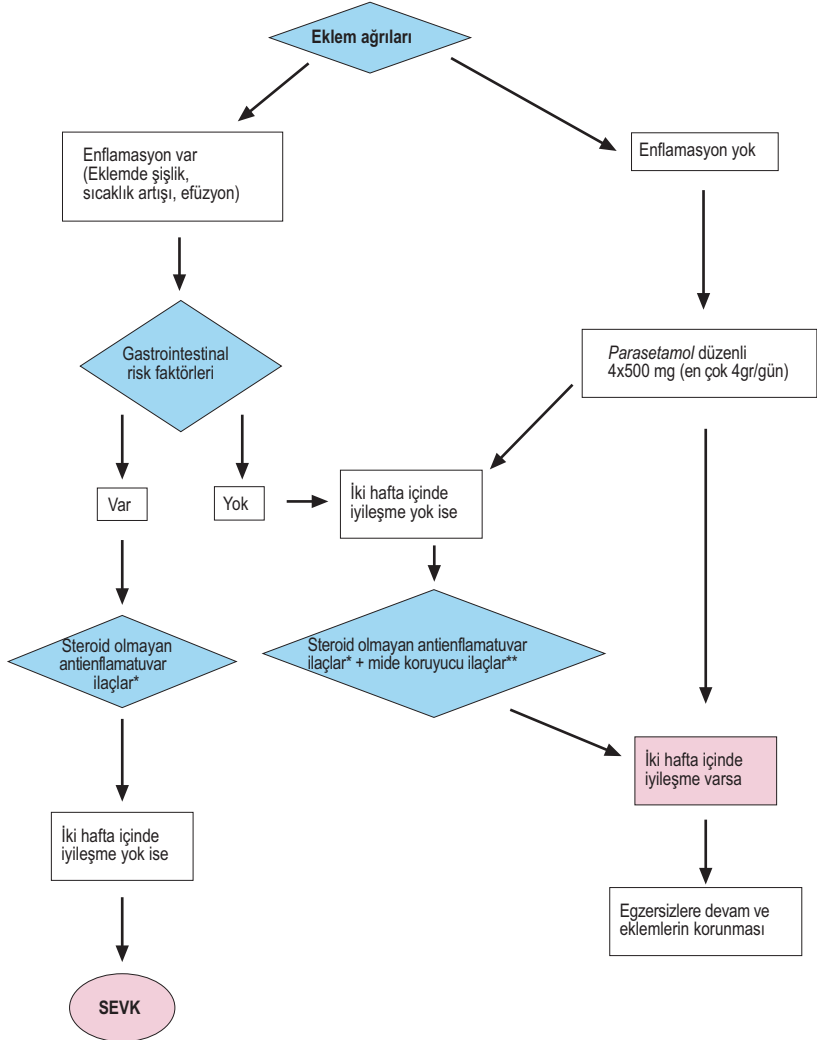 Eklem ağrıları
Enflamasyon var
(Eklemde şişlik,
sıcaklık artışı, efüzyon)
Enflamasyon yok
Gastrointestinal
risk faktörleri
Parasetamol düzenli
4x500 mg (en çok 4gr/gün)
Var
Yok
İki hafta içinde
iyileşme yok ise
Steroid olmayan
antienflamatuvar
ilaçlar*
Steroid olmayan antienflamatuvar
ilaçlar* + mide koruyucu ilaçlar**
İki hafta içinde
iyileşme varsa
İki hafta içinde
iyileşme yok ise
Egzersizlere devam ve
eklemlerin korunması
SEVK